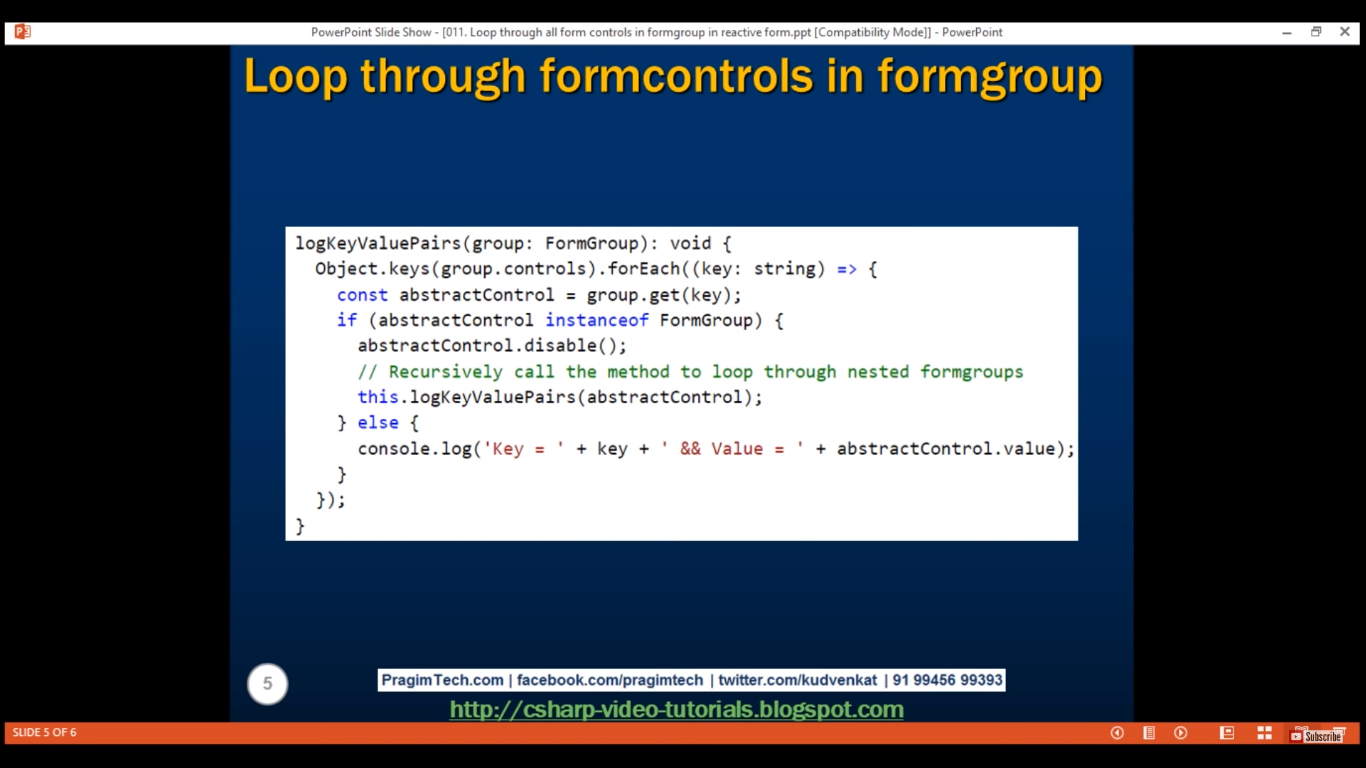 PowerPoint Slide Show - [011. Loop through all form controls in formgroup in reactive form.ppt [Compatibility Mode]] - PowerPoint
Loop through formcontrols in formgroup
logKeyValuePairs(group: FormGroup): void {
  Object.keys(group.controls).forEach((key: string) => {
    const abstractControl = group.get(key);
    if (abstractControl instanceof FormGroup) {
      abstractControl.disable();
      // Recursively call the method to loop through nested formgroups
      this.logKeyValuePairs(abstractControl);
    } else {
      console.log('Key = ' + key + ' && Value = ' + abstractControl.value);
    }
  });
}
5
PragimTech.com | facebook.com/pragimtech | twitter.com/kudvenkat | 91 99456 99393
http://csharp-video-tutorials.blogspot.com
SLIDE 5 OF 6
Subscribe